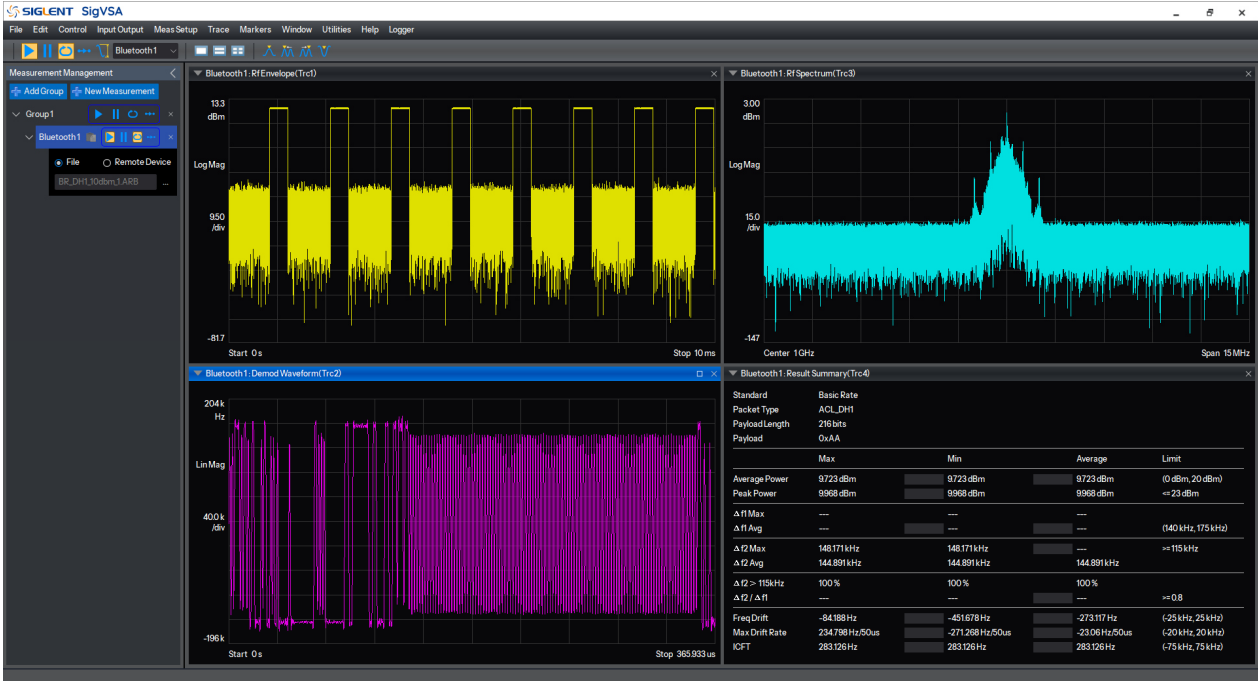 SIGLENT SigVSA
File Edit Control Input Output Meas Setup Trace Markers Window Utilities Help Logger
Bluetooth1
Measurement Management
Add Group New Measurement
Group1
Bluetooth1
File Remote Device
BR_DH1_10dbm_1.ARB ...
Bluetooth1: Rf Envelope(Trc1)
13.3
dBm
Log Mag
9.50
/div
-81.7
Start 0 s Stop 10 ms
Bluetooth1: Rf Spectrum(Trc3)
3.00
dBm
Log Mag
15.0
/div
-147
Center 1 GHz Span 15 MHz
Bluetooth1: Demod Waveform(Trc2)
204 k
Hz
Lin Mag
40.0 k
/div
-196 k
Start 0 s Stop 365.933 us
Bluetooth1: Result Summary(Trc4)
Standard Basic Rate
Packet Type ACL_DH1
Payload Length 216 bits
Payload 0xAA
Max Min Average Limit
Average Power 9.723 dBm 9.723 dBm 9.723 dBm (0 dBm, 20 dBm)
Peak Power 9.968 dBm 9.968 dBm 9.968 dBm <= 23 dBm
Δ f1 Max --- --- ---
Δ f1 Avg --- --- --- (140 kHz, 175 kHz)
Δ f2 Max 148.171 kHz 148.171 kHz --- >= 115 kHz
Δ f2 Avg 144.891 kHz 144.891 kHz 144.891 kHz
Δ f2 > 115kHz 100 % 100 % 100 %
Δ f2 / Δ f1 --- --- --- >= 0.8
Freq Drift -84.188 Hz -451.678 Hz -273.117 Hz (-25 kHz, 25 kHz)
Max Drift Rate 234.798 Hz/50us -271.268 Hz/50us -23.06 Hz/50us (-20 kHz, 20 kHz)
ICFT 283.126 Hz 283.126 Hz 283.126 Hz (-75 kHz, 75 kHz)